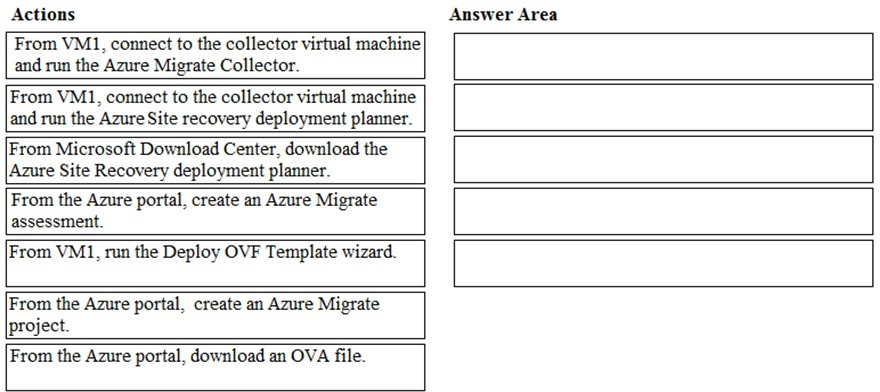 Actions
Answer Area
From VM1, connect to the collector virtual machine
and run the Azure Migrate Collector.
From VM1, connect to the collector virtual machine
and run the Azure Site recovery deployment planner.
From Microsoft Download Center, download the
Azure Site Recovery deployment planner.
From the Azure portal, create an Azure Migrate
assessment.
From VM1, run the Deploy OVF Template wizard.
From the Azure portal, create an Azure Migrate
project.
From the Azure portal, download an OVA file.